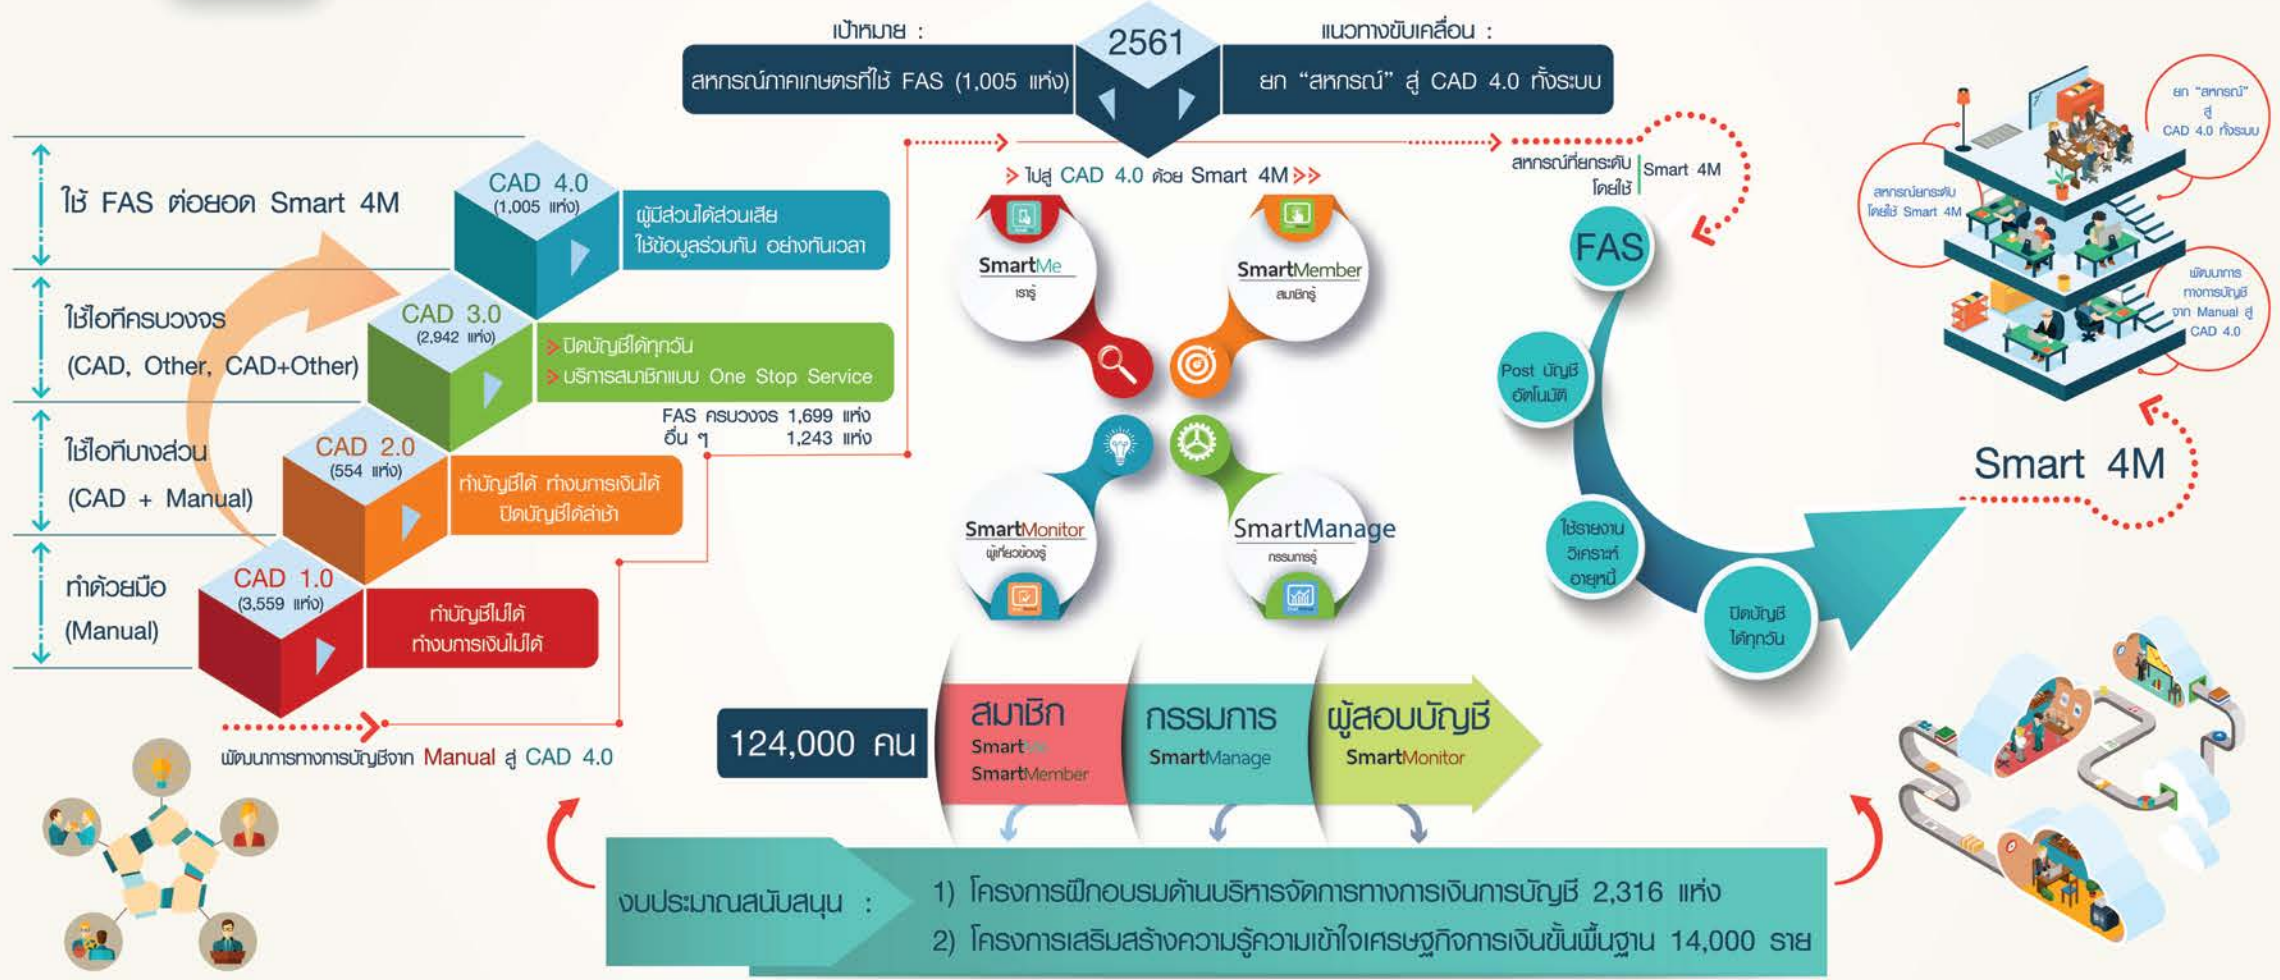 เป้าหมาย :
สหกรณ์ภาคเกษตรที่ใช้ FAS (1,005 แห่ง)
2561
แนวทางขับเคลื่อน :
ยก “สหกรณ์” สู่ CAD 4.0 ทั้งระบบ
ใช้ FAS ต่อยอด Smart 4M
CAD 4.0
(1,005 แห่ง)
ผู้มีส่วนได้ส่วนเสีย
ใช้ข้อมูลร่วมกัน อย่างทันเวลา
ใช้ไอทีครบวงจร
(CAD, Other, CAD+Other)
CAD 3.0
(2,942 แห่ง)
ปิดบัญชีได้ทุกวัน
บริการสมาชิกแบบ One Stop Service
FAS ครบวงจร 1,699 แห่ง
อื่น ๆ 1,243 แห่ง
ใช้ไอทีบางส่วน
(CAD + Manual)
CAD 2.0
(554 แห่ง)
ทำบัญชีได้ ทำงบการเงินได้
ปิดบัญชีได้ล่าช้า
ทำด้วยมือ
(Manual)
CAD 1.0
(3,559 แห่ง)
ทำบัญชีไม่ได้
ทำงบการเงินไม่ได้
พัฒนาการทางการบัญชีจาก Manual สู่ CAD 4.0
ไปสู่ CAD 4.0 ด้วย Smart 4M
SmartMe
เรารู้
SmartMember
สมาชิกรู้
SmartMonitor
ผู้เกี่ยวข้องรู้
SmartManage
กรรมการรู้
สหกรณ์ที่ยกระดับ
โดยใช้
Smart 4M
FAS
Post บัญชี
อัตโนมัติ
ใช้รายงาน
วิเคราะห์
อายุหนี้
ปิดบัญชี
ได้ทุกวัน
Smart 4M
ยก “สหกรณ์”
สู่
CAD 4.0 ทั้งระบบ
สหกรณ์ยกระดับ
โดยใช้ Smart 4M
พัฒนาการ
ทางการบัญชี
จาก Manual สู่
CAD 4.0
124,000 คน
สมาชิก
SmartMe
SmartMember
กรรมการ
SmartManage
ผู้สอบบัญชี
SmartMonitor
งบประมาณสนับสนุน :
1) โครงการฝึกอบรมด้านบริหารจัดการทางการเงินการบัญชี 2,316 แห่ง
2) โครงการเสริมสร้างความรู้ความเข้าใจเศรษฐกิจการเงินขั้นพื้นฐาน 14,000 ราย